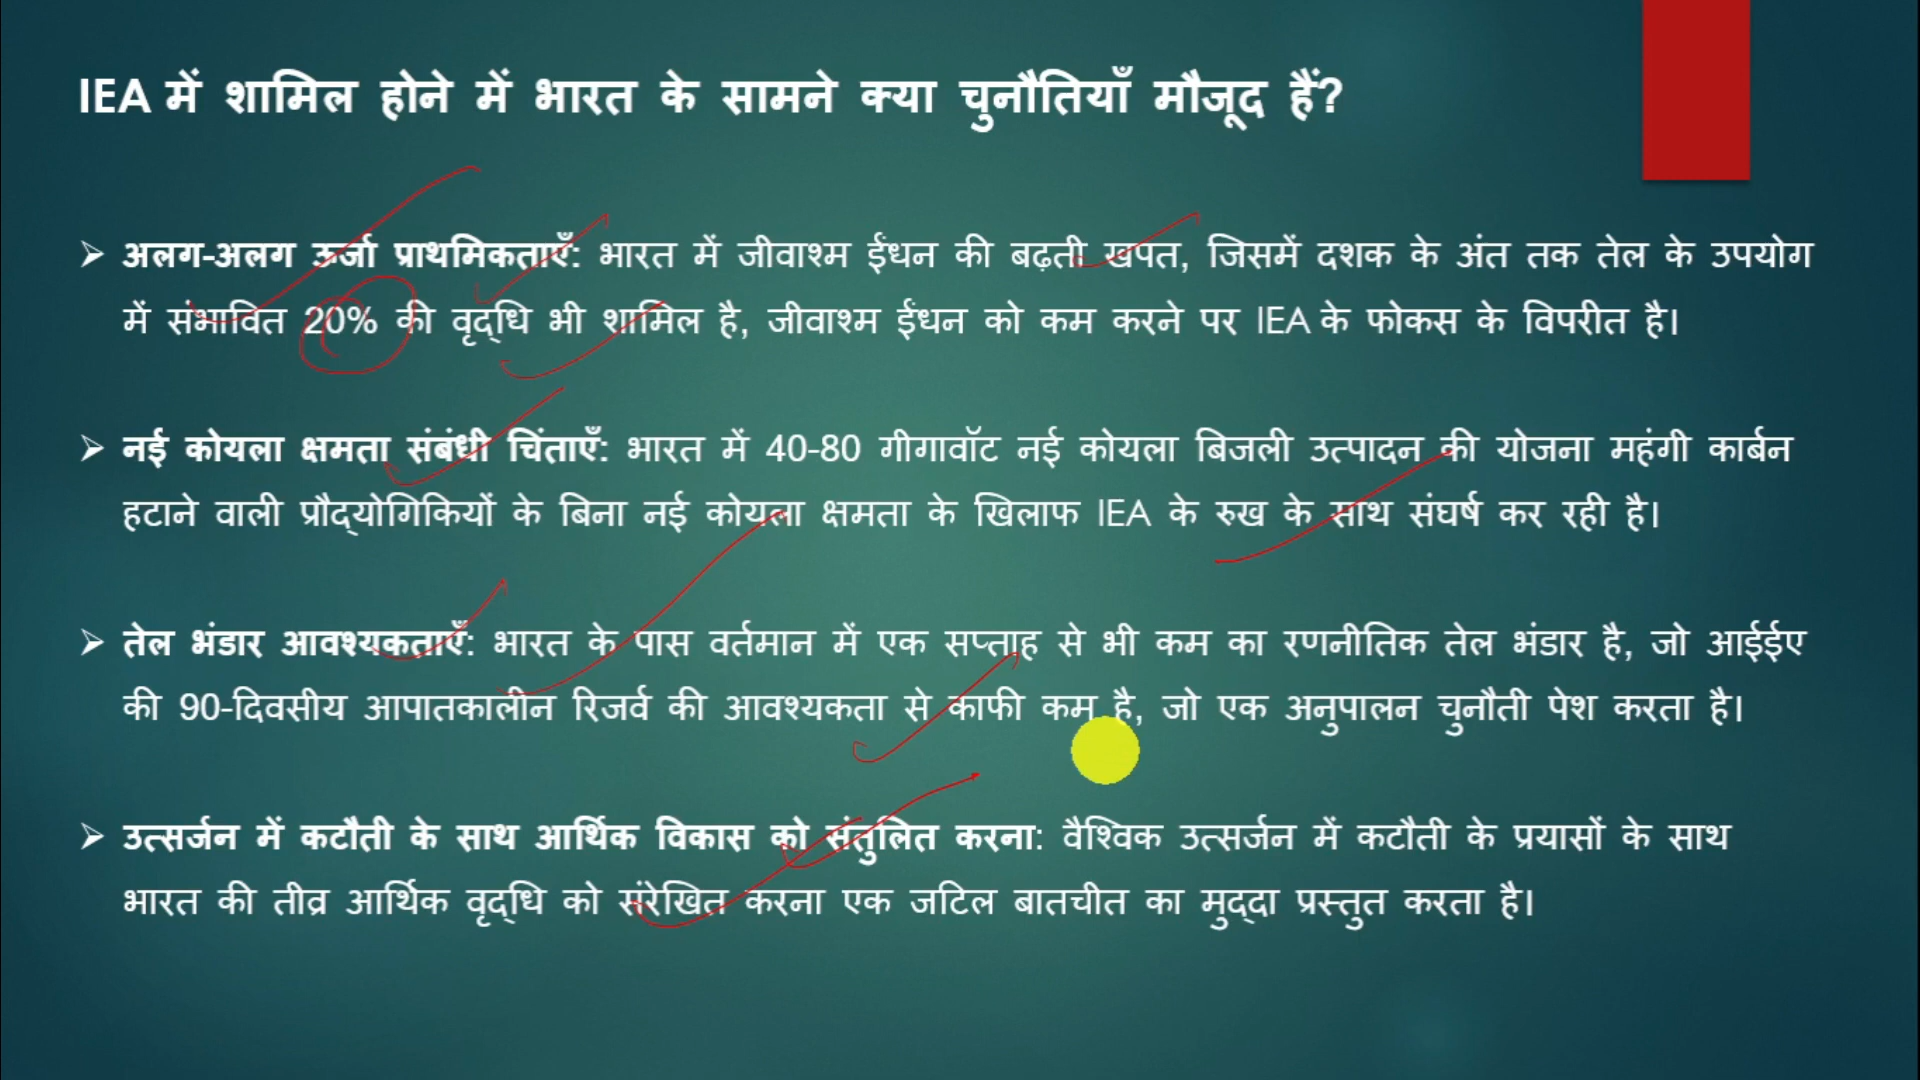 IEA में शामिल होने में भारत के सामने क्या चुनौतियाँ मौजूद हैं?
अलग-अलग ऊर्जा प्राथमिकताएँ: भारत में जीवाश्म ईंधन की बढ़ती खपत, जिसमें दशक के अंत तक तेल के उपयोग
में संभावित 20% की वृद्धि भी शामिल है, जीवाश्म ईंधन को कम करने पर IEA के फोकस के विपरीत है।
नई कोयला क्षमता संबंधी चिंताएँ: भारत में 40-80 गीगावॉट नई कोयला बिजली उत्पादन की योजना महंगी कार्बन
हटाने वाली प्रौद्योगिकियों के बिना नई कोयला क्षमता के खिलाफ IEA के रुख के साथ संघर्ष कर रही है।
तेल भंडार आवश्यकताएँ: भारत के पास वर्तमान में एक सप्ताह से भी कम का रणनीतिक तेल भंडार है, जो आईईए
की 90-दिवसीय आपातकालीन रिजर्व की आवश्यकता से काफी कम है, जो एक अनुपालन चुनौती पेश करता है।
उत्सर्जन में कटौती के साथ आर्थिक विकास को संतुलित करना: वैश्विक उत्सर्जन में कटौती के प्रयासों के साथ
भारत की तीव्र आर्थिक वृद्धि को संरेखित करना एक जटिल बातचीत का मुद्दा प्रस्तुत करता है।